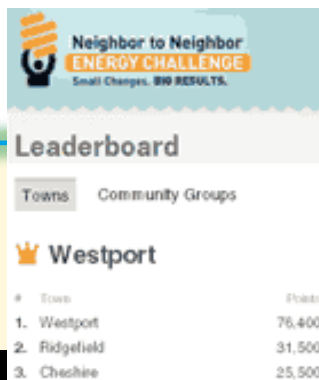 Neighbor to Neighbor
ENERGY CHALLENGE
Small Changes. BIG RESULTS.
Leaderboard
Towns Community Groups
Westport
# Town Points
1. Westport 76,400
2. Ridgefield 31,500
3. Cheshire 25,500